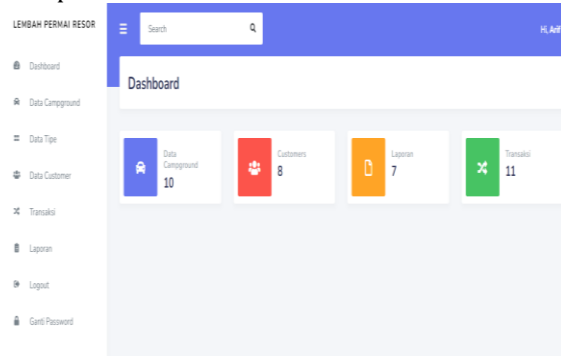 LEMBAH PERMAI RESOR
Dashboard
Data Campground
Data Tipe
Data Customer
Transaksi
Laporan
Logout
Ganti Password
Search
Hi, Arif
Dashboard
Data
Campground
10
Customers
8
Laporan
7
Transaksi
11